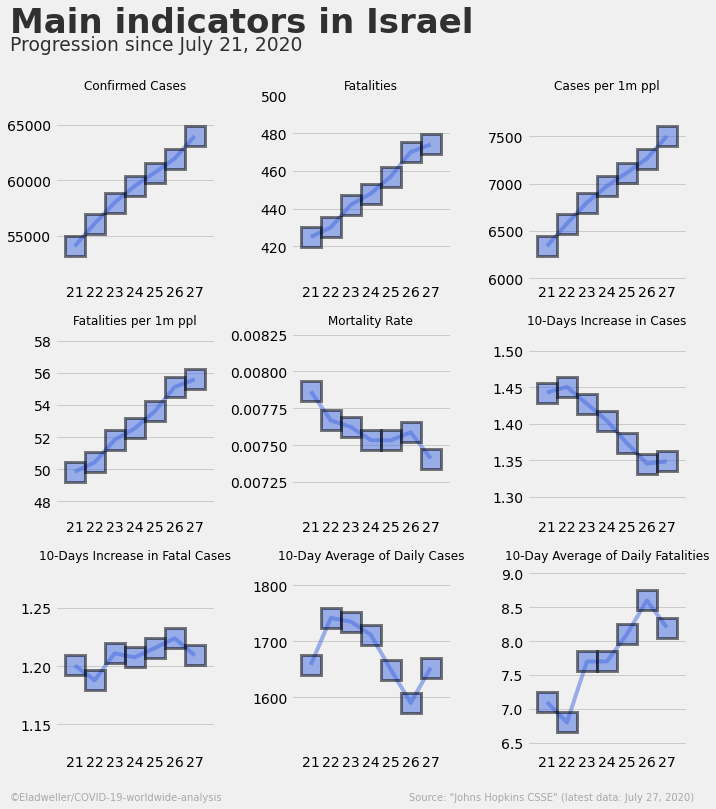 Main indicators in Israel
Progression since July 21, 2020
Confirmed Cases
65000
60000
55000
21 22 23 24 25 26 27
Fatalities
500
480
460
440
420
21 22 23 24 25 26 27
Cases per 1m ppl
7500
7000
6500
6000
21 22 23 24 25 26 27
Fatalities per 1m ppl
58
56
54
52
50
48
21 22 23 24 25 26 27
Mortality Rate
0.00825
0.00800
0.00775
0.00750
0.00725
21 22 23 24 25 26 27
10-Days Increase in Cases
1.50
1.45
1.40
1.35
1.30
21 22 23 24 25 26 27
10-Days Increase in Fatal Cases
1.25
1.20
1.15
21 22 23 24 25 26 27
10-Day Average of Daily Cases
1800
1700
1600
21 22 23 24 25 26 27
10-Day Average of Daily Fatalities
9.0
8.5
8.0
7.5
7.0
6.5
21 22 23 24 25 26 27
©Eladweller/COVID-19-worldwide-analysis
Source: "Johns Hopkins CSSE" (latest data: July 27, 2020)